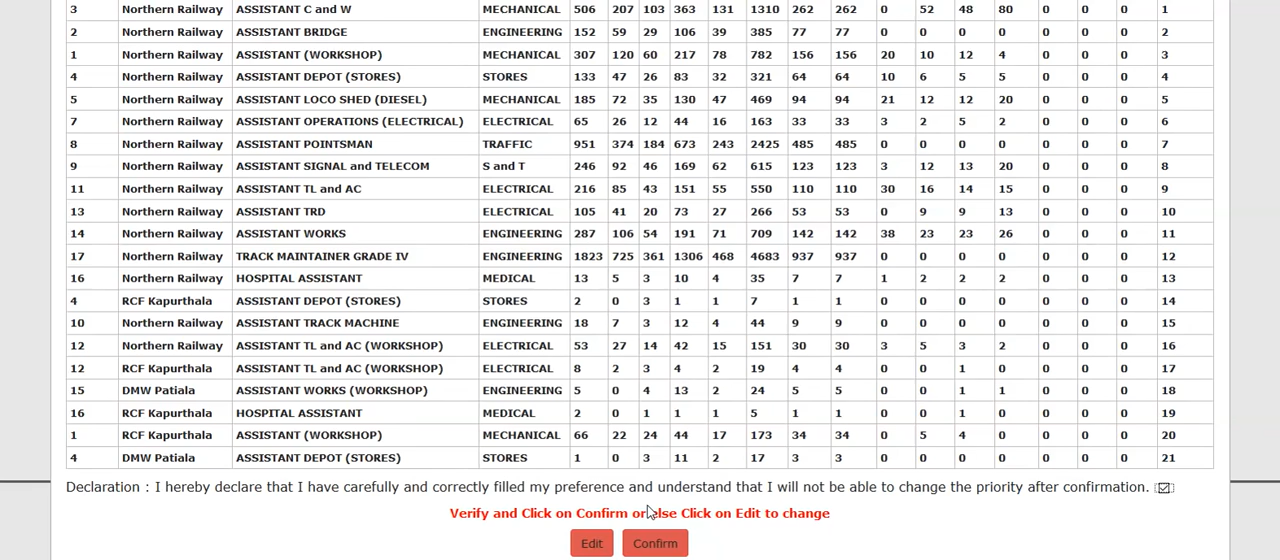 3 Northern Railway ASSISTANT C and W MECHANICAL 506 207 103 363 131 1310 262 262 0 52 48 80 0 0 0 1
2 Northern Railway ASSISTANT BRIDGE ENGINEERING 152 59 29 106 39 385 77 77 0 0 0 0 0 0 0 2
1 Northern Railway ASSISTANT (WORKSHOP) MECHANICAL 307 120 60 217 78 782 156 156 20 10 12 4 0 0 0 3
4 Northern Railway ASSISTANT DEPOT (STORES) STORES 133 47 26 83 32 321 64 64 10 6 5 5 0 0 0 4
5 Northern Railway ASSISTANT LOCO SHED (DIESEL) MECHANICAL 185 72 35 130 47 469 94 94 21 12 12 20 0 0 0 5
7 Northern Railway ASSISTANT OPERATIONS (ELECTRICAL) ELECTRICAL 65 26 12 44 16 163 33 33 3 2 5 2 0 0 0 6
8 Northern Railway ASSISTANT POINTSMAN TRAFFIC 951 374 184 673 243 2425 485 485 0 0 0 0 0 0 0 7
9 Northern Railway ASSISTANT SIGNAL and TELECOM S and T 246 92 46 169 62 615 123 123 3 12 13 20 0 0 0 8
11 Northern Railway ASSISTANT TL and AC ELECTRICAL 216 85 43 151 55 550 110 110 30 16 14 15 0 0 0 9
13 Northern Railway ASSISTANT TRD ELECTRICAL 105 41 20 73 27 266 53 53 0 9 9 13 0 0 0 10
14 Northern Railway ASSISTANT WORKS ENGINEERING 287 106 54 191 71 709 142 142 38 23 23 26 0 0 0 11
17 Northern Railway TRACK MAINTAINER GRADE IV ENGINEERING 1823 725 361 1306 468 4683 937 937 0 0 0 0 0 0 0 12
16 Northern Railway HOSPITAL ASSISTANT MEDICAL 13 5 3 10 4 35 7 7 1 2 2 2 0 0 0 13
4 RCF Kapurthala ASSISTANT DEPOT (STORES) STORES 2 0 3 1 1 7 1 1 0 0 0 0 0 0 0 14
10 Northern Railway ASSISTANT TRACK MACHINE ENGINEERING 18 7 3 12 4 44 9 9 0 0 0 0 0 0 0 15
12 Northern Railway ASSISTANT TL and AC (WORKSHOP) ELECTRICAL 53 27 14 42 15 151 30 30 3 5 3 2 0 0 0 16
12 RCF Kapurthala ASSISTANT TL and AC (WORKSHOP) ELECTRICAL 8 2 3 4 2 19 4 4 0 0 1 0 0 0 0 17
15 DMW Patiala ASSISTANT WORKS (WORKSHOP) ENGINEERING 5 0 4 13 2 24 5 5 0 0 1 1 0 0 0 18
16 RCF Kapurthala HOSPITAL ASSISTANT MEDICAL 2 0 1 1 1 5 1 1 0 0 1 0 0 0 0 19
1 RCF Kapurthala ASSISTANT (WORKSHOP) MECHANICAL 66 22 24 44 17 173 34 34 0 5 4 0 0 0 0 20
4 DMW Patiala ASSISTANT DEPOT (STORES) STORES 1 0 3 11 2 17 3 3 0 0 0 0 0 0 0 21
Declaration : I hereby declare that I have carefully and correctly filled my preference and understand that I will not be able to change the priority after confirmation.
Verify and Click on Confirm or else Click on Edit to change
Edit Confirm